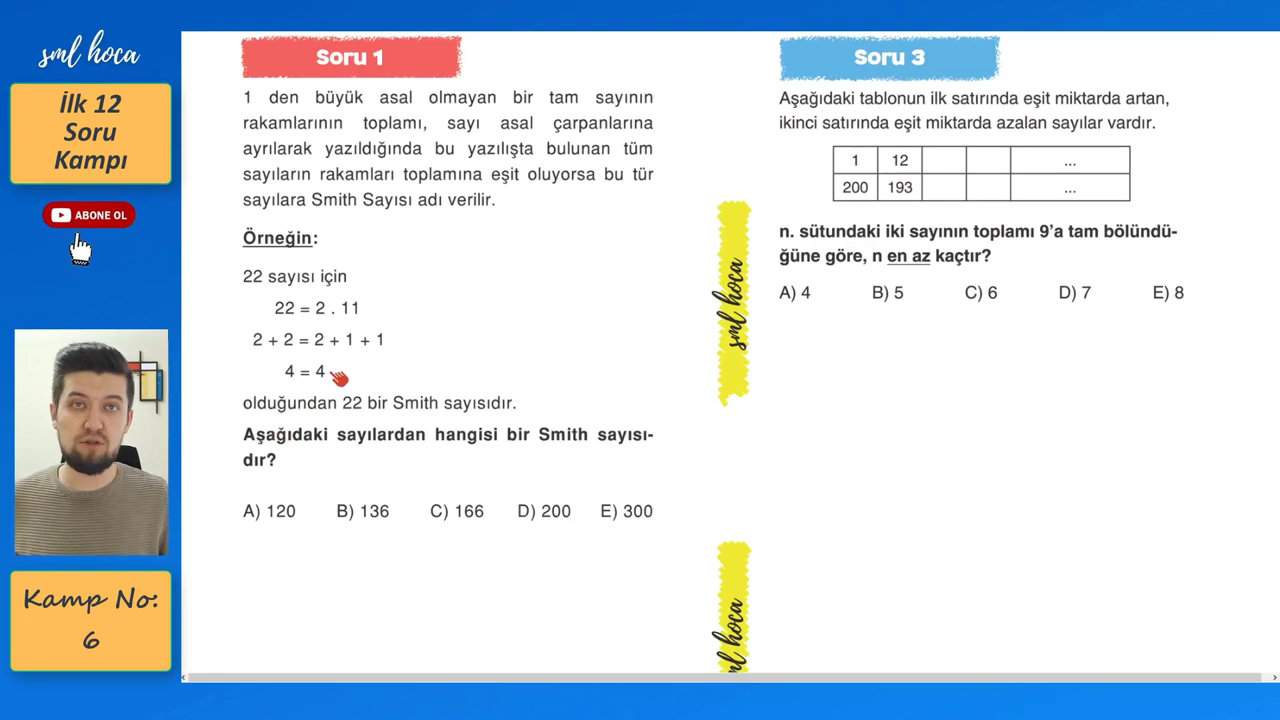 sml hoca
İlk 12
Soru
Kampı
ABONE OL
Kamp No:
6
Soru 1
1 den büyük asal olmayan bir tam sayının
rakamlarının toplamı, sayı asal çarpanlarına
ayrılarak yazıldığında bu yazılışta bulunan tüm
sayıların rakamları toplamına eşit oluyorsa bu tür
sayılara Smith Sayısı adı verilir.
Örneğin:
22 sayısı için
22 = 2 . 11
2 + 2 = 2 + 1 + 1
4 = 4
olduğundan 22 bir Smith sayısıdır.
Aşağıdaki sayılardan hangisi bir Smith sayısı-
dır?
A) 120 B) 136 C) 166 D) 200 E) 300
sml hoca
sml hoca
Soru 3
Aşağıdaki tablonun ilk satırında eşit miktarda artan,
ikinci satırında eşit miktarda azalan sayılar vardır.
1 12 ...
200 193 ...
n. sütundaki iki sayının toplamı 9'a tam bölündü-
ğüne göre, n en az kaçtır?
A) 4 B) 5 C) 6 D) 7 E) 8